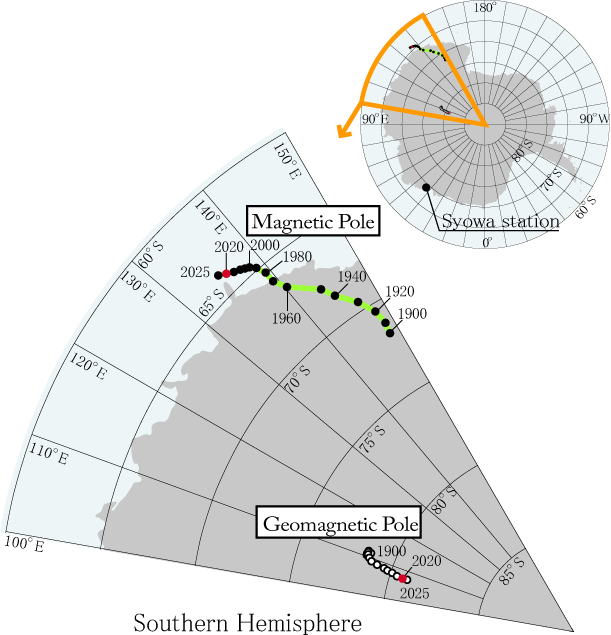 180°
90°E
90°W
80°S
70°S
60°S
Syowa station
0°
150°E
140°E
Magnetic Pole
60°S
130°E
2020
2000
2025
1980
65°S
1940
1920
1960
1900
120°E
70°S
110°E
75°S
80°S
Geomagnetic Pole
100°E
1900
2020
85°S
2025
Southern Hemisphere